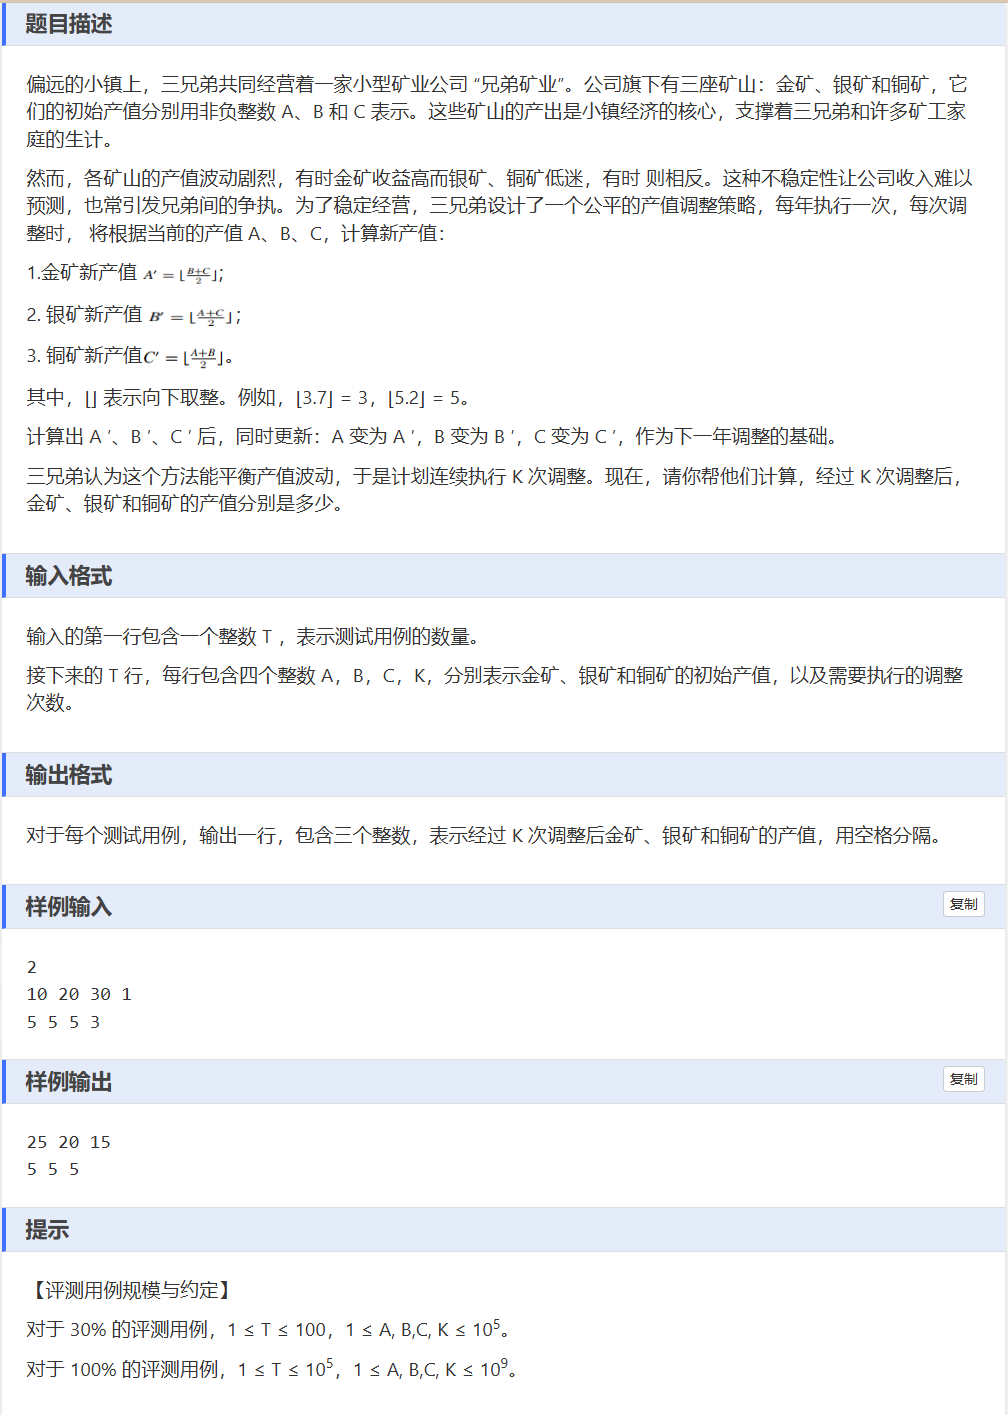 题目描述
偏远的小镇上，三兄弟共同经营着一家小型矿业公司 “兄弟矿业”。公司旗下有三座矿山：金矿、银矿和铜矿，它
们的初始产值分别用非负整数 A、B 和 C 表示。这些矿山的产出是小镇经济的核心，支撑着三兄弟和许多矿工家
庭的生计。
然而，各矿山的产值波动剧烈，有时金矿收益高而银矿、铜矿低迷，有时 则相反。这种不稳定性让公司收入难以
预测，也常引发兄弟间的争执。为了稳定经营，三兄弟设计了一个公平的产值调整策略，每年执行一次，每次调
整时， 将根据当前的产值 A、B、C，计算新产值：
1.金矿新产值 A′ = ⌊(B+C)/2⌋；
2. 银矿新产值 B′ = ⌊(A+C)/2⌋；
3. 铜矿新产值C′ = ⌊(A+B)/2⌋。
其中，⌊⌋ 表示向下取整。例如，⌊3.7⌋ = 3，⌊5.2⌋ = 5。
计算出 A ′、B ′、C ′ 后，同时更新：A 变为 A ′，B 变为 B ′，C 变为 C ′，作为下一年调整的基础。
三兄弟认为这个方法能平衡产值波动，于是计划连续执行 K 次调整。现在，请你帮他们计算，经过 K 次调整后，
金矿、银矿和铜矿的产值分别是多少。
输入格式
输入的第一行包含一个整数 T ，表示测试用例的数量。
接下来的 T 行，每行包含四个整数 A，B，C，K，分别表示金矿、银矿和铜矿的初始产值，以及需要执行的调整
次数。
输出格式
对于每个测试用例，输出一行，包含三个整数，表示经过 K 次调整后金矿、银矿和铜矿的产值，用空格分隔。
样例输入
复制
2
10 20 30 1
5 5 5 3
样例输出
复制
25 20 15
5 5 5
提示
【评测用例规模与约定】
对于 30% 的评测用例，1 ≤ T ≤ 100，1 ≤ A, B,C, K ≤ 10⁵。
对于 100% 的评测用例，1 ≤ T ≤ 10⁵，1 ≤ A, B,C, K ≤ 10⁹。